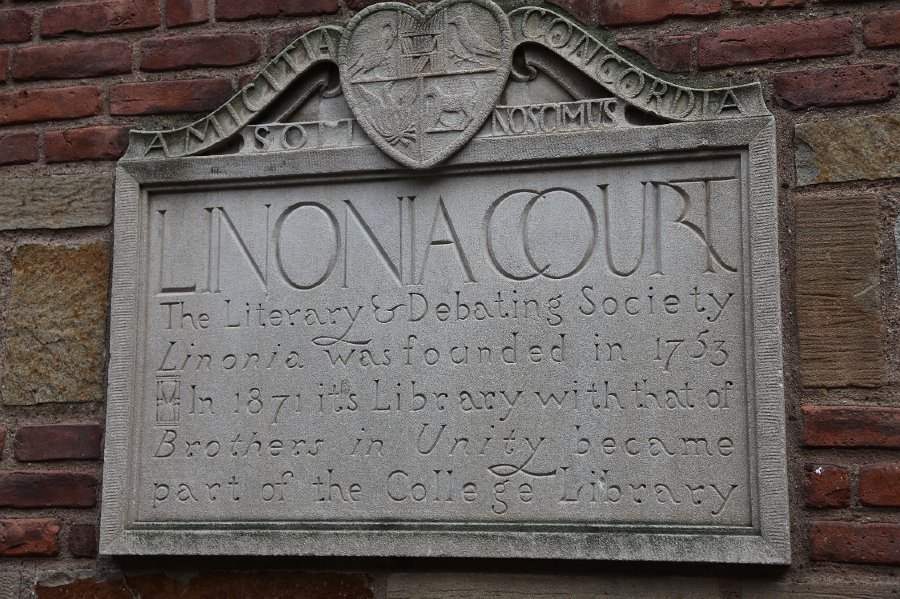 AMICITIA CONCORDIA
SOLI NOSCIMUS
LINONIA COURT
The Literary & Debating Society
Linonia was founded in 1753
In 1871 its Library with that of
Brothers in Unity became
part of the College Library